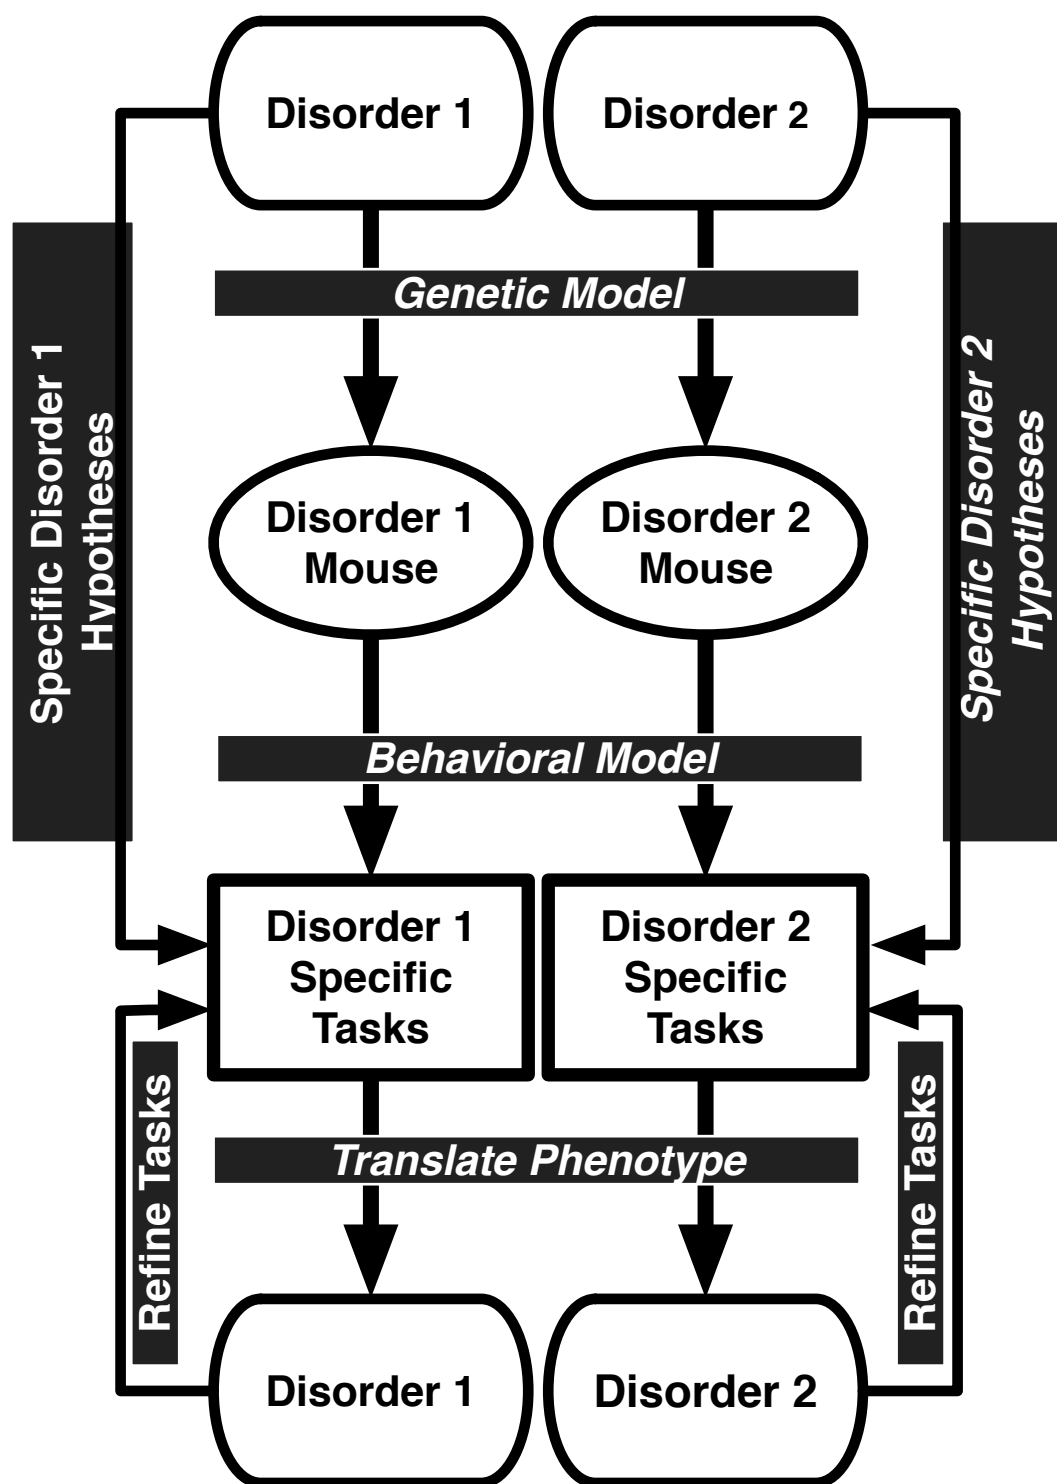 Disorder 1
Disorder 2
Genetic Model
Specific Disorder 1
Hypotheses
Specific Disorder 2
Hypotheses
Disorder 1
Mouse
Disorder 2
Mouse
Behavioral Model
Disorder 1
Specific
Tasks
Disorder 2
Specific
Tasks
Translate Phenotype
Refine Tasks
Refine Tasks
Disorder 1
Disorder 2